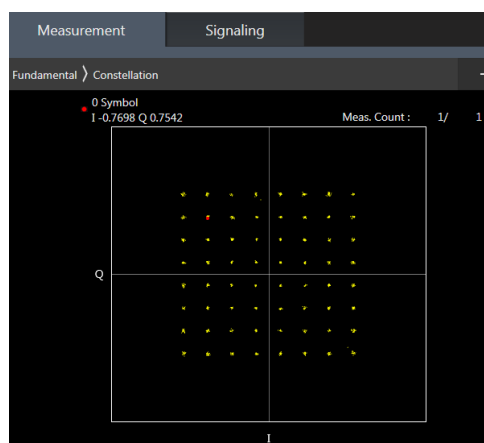 Measurement Signaling
Fundamental 〉 Constellation
0 Symbol
I -0.7698 Q 0.7542 Meas. Count : 1/ 1
Q
I